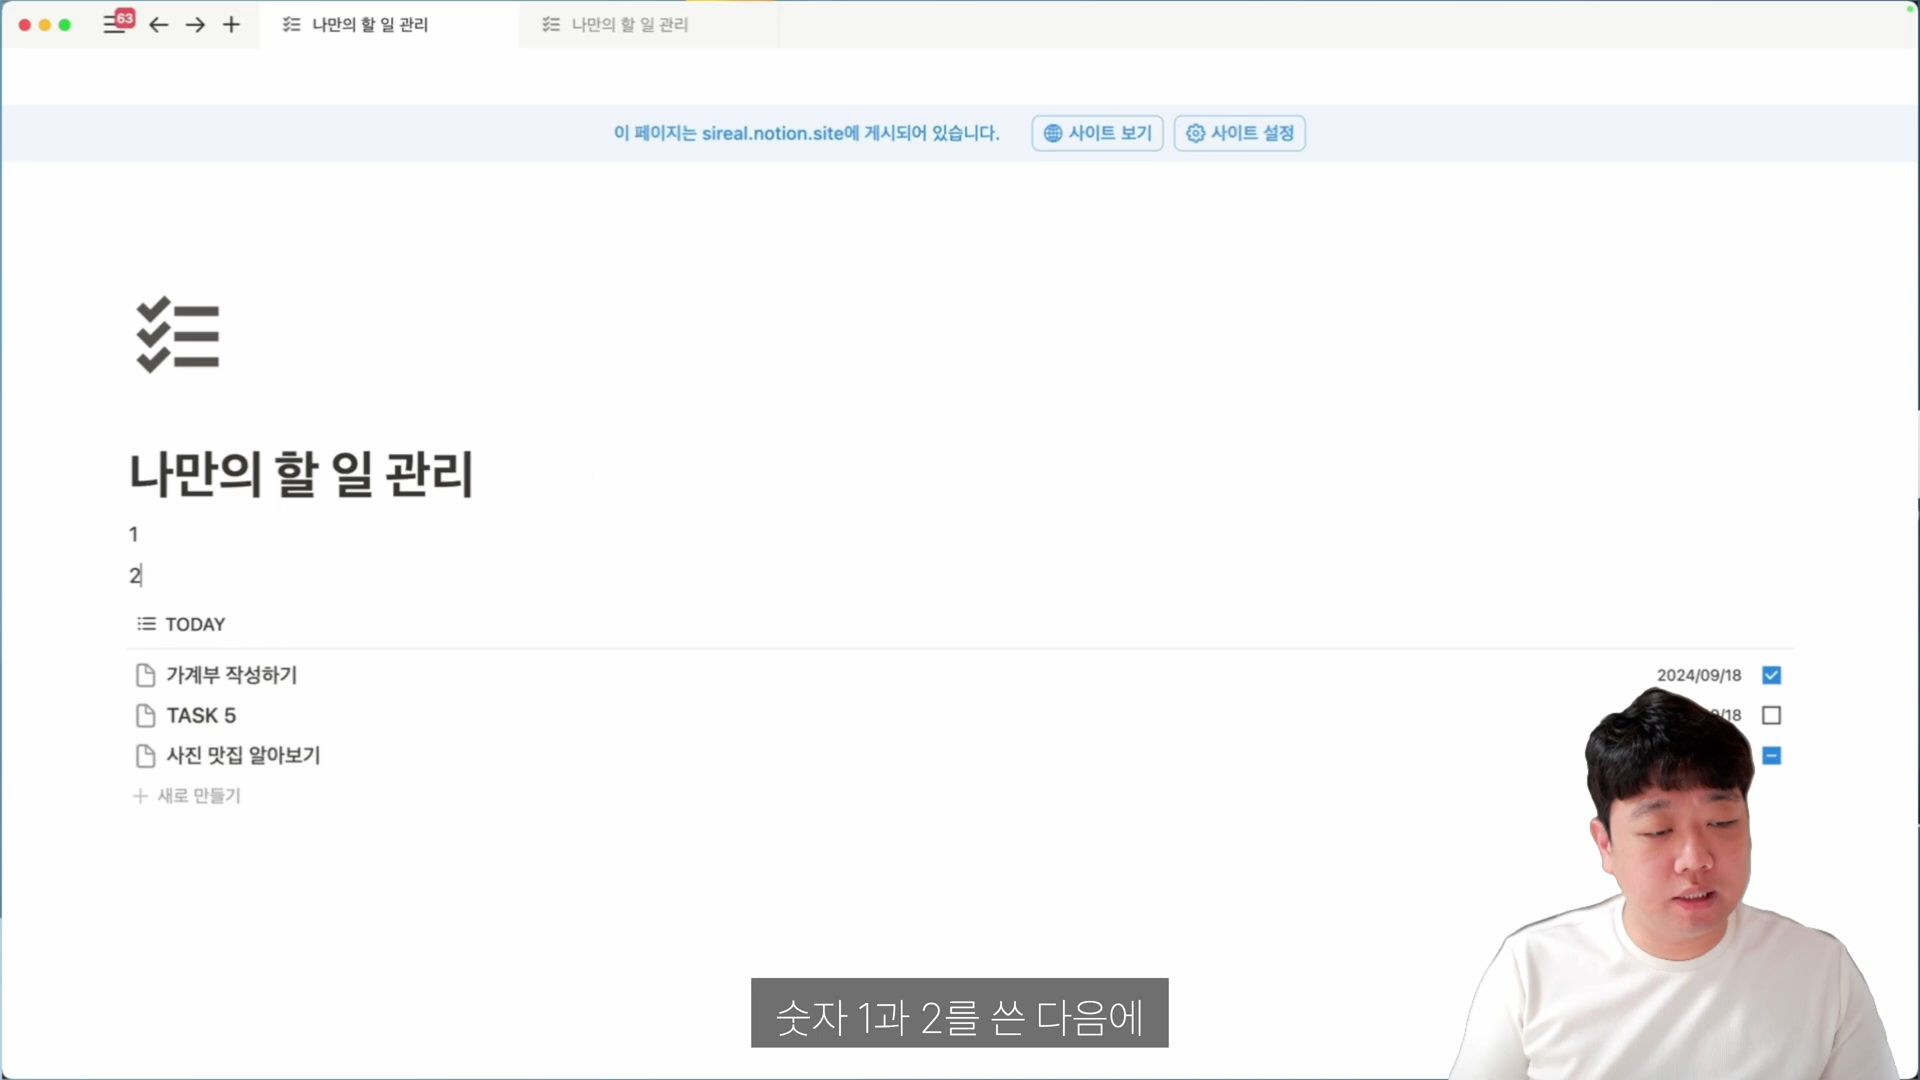 63
나만의 할 일 관리
나만의 할 일 관리
이 페이지는 sireal.notion.site에 게시되어 있습니다.
사이트 보기
사이트 설정
나만의 할 일 관리
1
2
TODAY
가계부 작성하기 2024/09/18
TASK 5 9/18
사진 맛집 알아보기
+ 새로 만들기
숫자 1과 2를 쓴 다음에